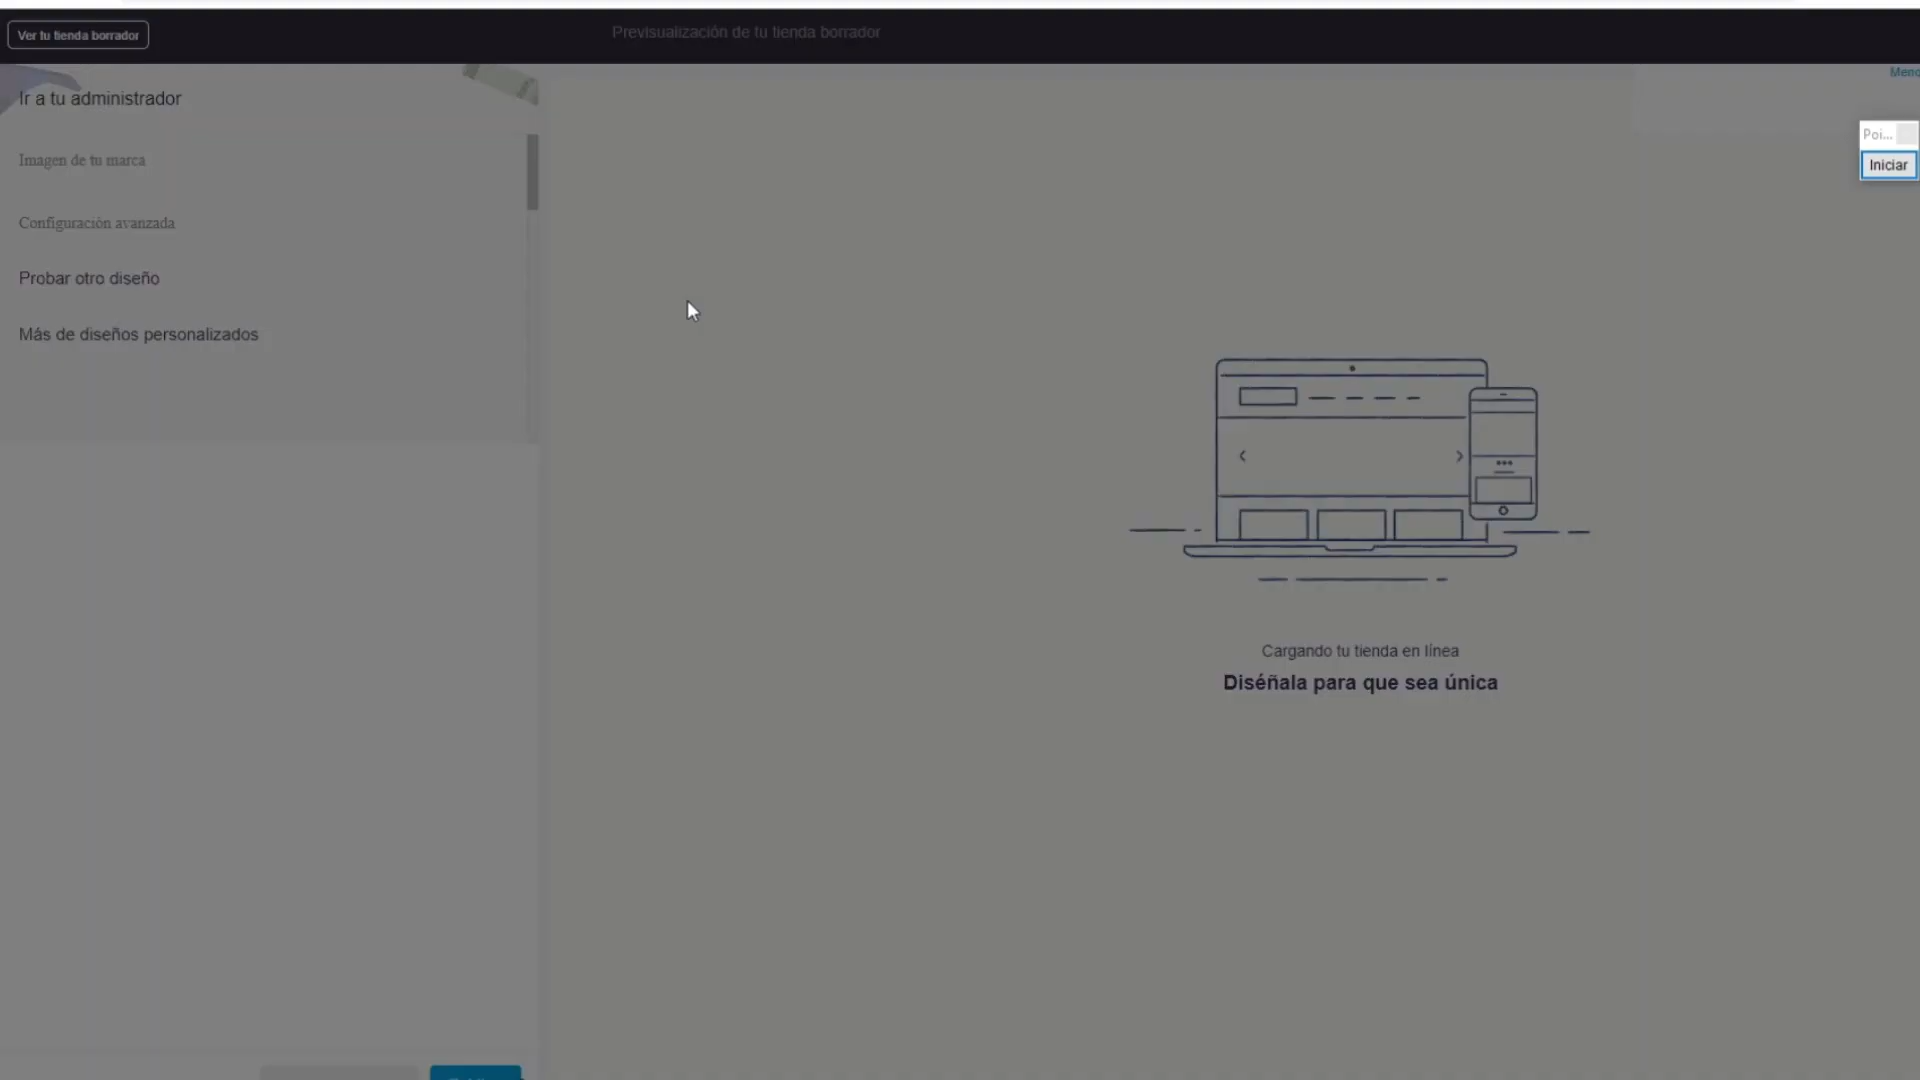 Ver tu tienda borrador
Previsualización de tu tienda borrador
Ir a tu administrador
Poi...
Imagen de tu marca
Iniciar
Configuración avanzada
Probar otro diseño
Más de diseños personalizados
Cargando tu tienda en línea
Diséñala para que sea única